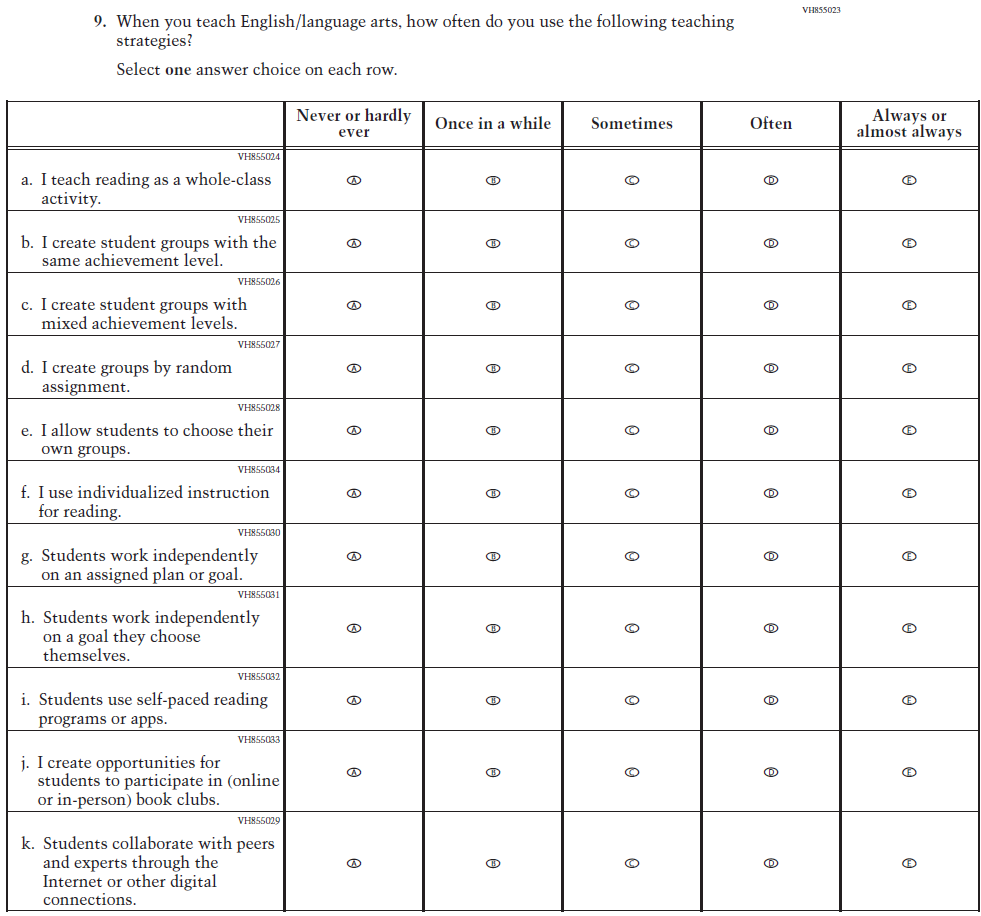 VH855023
9. When you teach English/language arts, how often do you use the following teaching
strategies?
Select one answer choice on each row.
Never or hardly
ever
Once in a while
Sometimes
Often
Always or
almost always
VH855024
a. I teach reading as a whole-class
activity.
A B C D E
VH855025
b. I create student groups with the
same achievement level.
A B C D E
VH855026
c. I create student groups with
mixed achievement levels.
A B C D E
VH855027
d. I create groups by random
assignment.
A B C D E
VH855028
e. I allow students to choose their
own groups.
A B C D E
VH855034
f. I use individualized instruction
for reading.
A B C D E
VH855030
g. Students work independently
on an assigned plan or goal.
A B C D E
VH855031
h. Students work independently
on a goal they choose
themselves.
A B C D E
VH855032
i. Students use self-paced reading
programs or apps.
A B C D E
VH855033
j. I create opportunities for
students to participate in (online
or in-person) book clubs.
A B C D E
VH855029
k. Students collaborate with peers
and experts through the
Internet or other digital
connections.
A B C D E